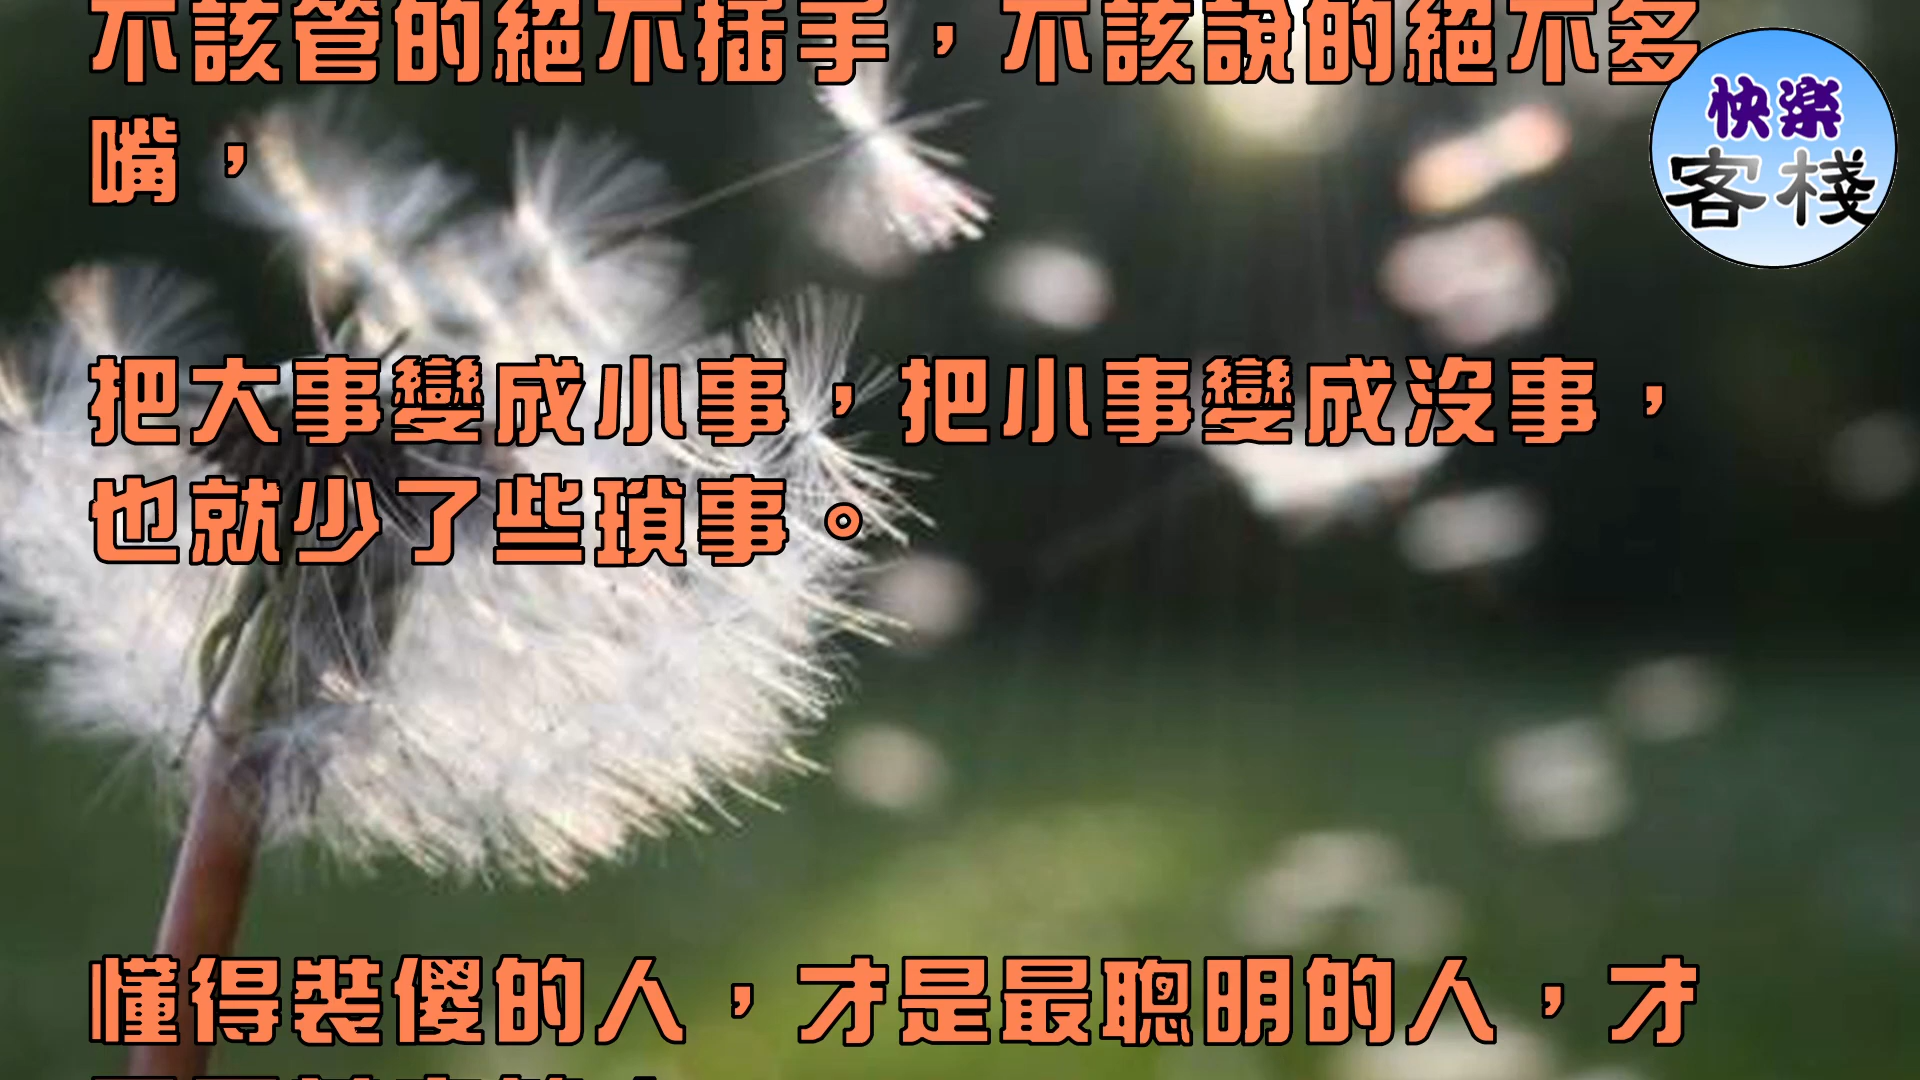 不該管的絕不插手，不該說的絕不多
嘴，
快樂
客栈
把大事變成小事，把小事變成沒事，
也就少了些瑣事。
懂得裝傻的人，才是最聰明的人，才